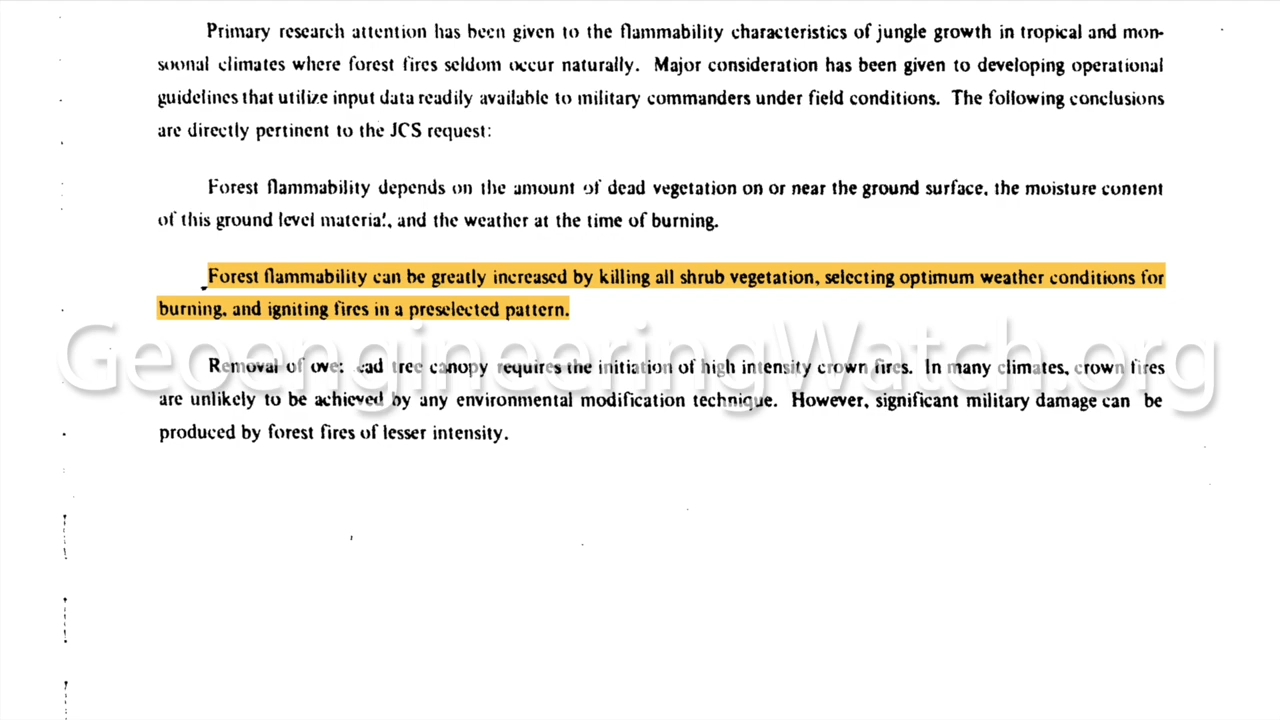 Primary research attention has been given to the flammability characteristics of jungle growth in tropical and mon-
soonal climates where forest fires seldom occur naturally. Major consideration has been given to developing operational
guidelines that utilize input data readily available to military commanders under field conditions. The following conclusions
are directly pertinent to the JCS request:
Forest flammability depends on the amount of dead vegetation on or near the ground surface, the moisture content
of this ground level material, and the weather at the time of burning.
Forest flammability can be greatly increased by killing all shrub vegetation, selecting optimum weather conditions for
burning, and igniting fires in a preselected pattern.
GeoengineeringWatch.org
Removal of tree canopy requires the initiation of high intensity crown fires. In many climates, crown fires
are unlikely to be achieved by any environmental modification technique. However, significant military damage can be
produced by forest fires of lesser intensity.